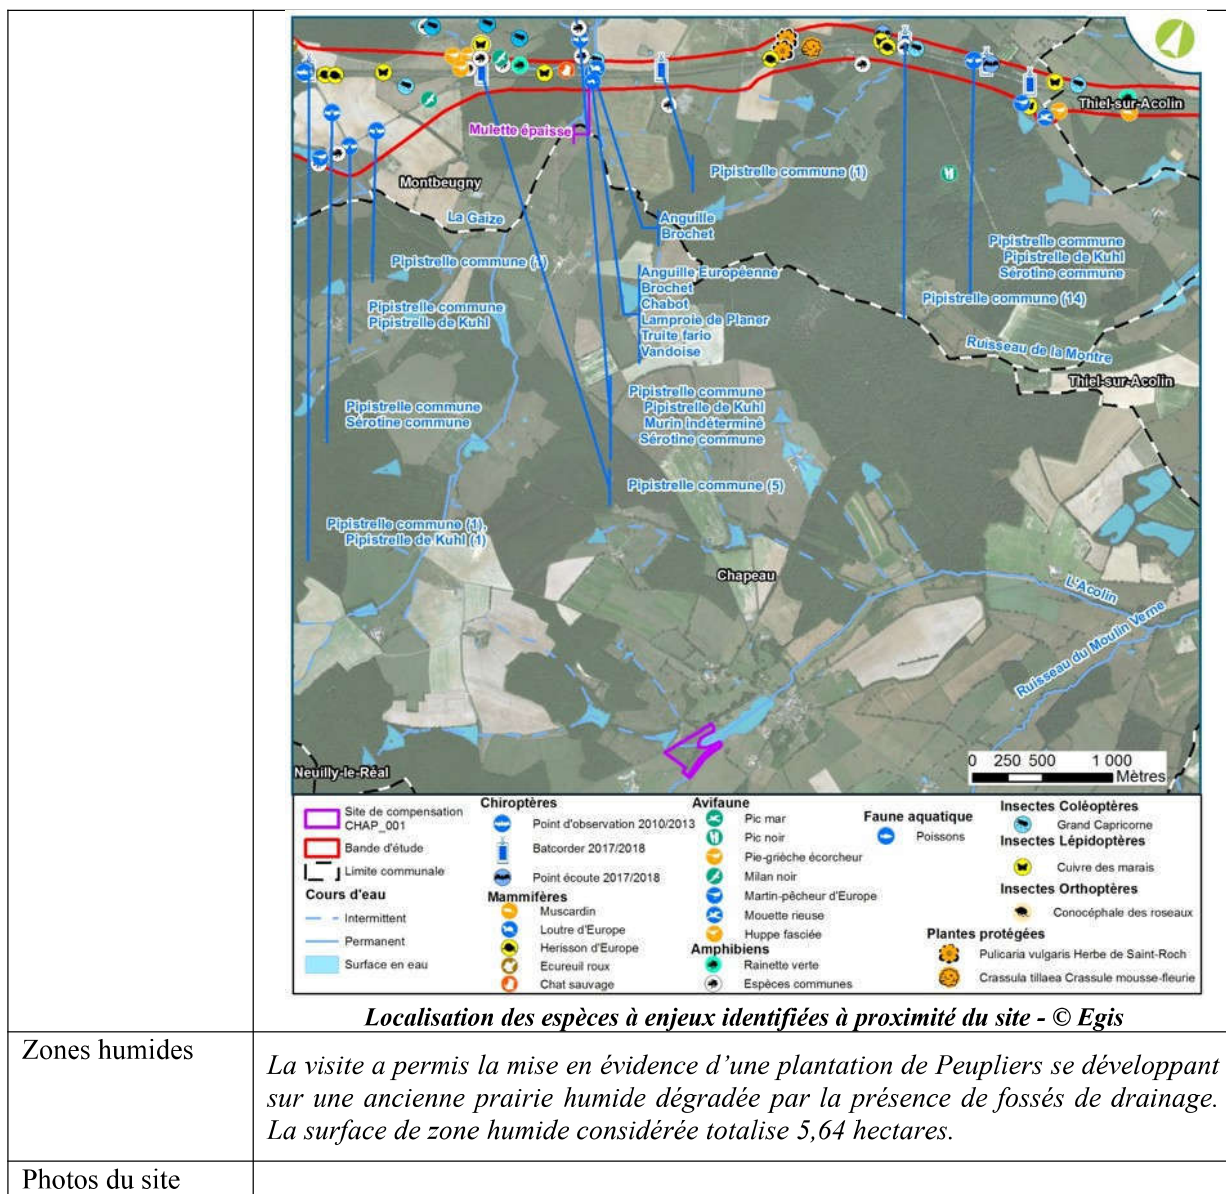 Thiel-sur-Acolin
Mulette épaisse
Montbeugny
La Gaize
Pipistrelle commune (1)
Anguille
Brochet
Pipistrelle commune
Pipistrelle de Kuhl
Sérotine commune
Pipistrelle commune (1)
Anguille Européenne
Brochet
Chabot
Lamproie de Planer
Truite fario
Vandoise
Pipistrelle commune (14)
Pipistrelle commune
Pipistrelle de Kuhl
Ruisseau de la Montre
Thiel-sur-Acolin
Pipistrelle commune
Sérotine commune
Pipistrelle commune
Pipistrelle de Kuhl
Murin indéterminé
Sérotine commune
Pipistrelle commune (5)
Pipistrelle commune (1),
Pipistrelle de Kuhl (1)
Chapeau
L'Acolin
Ruisseau du Moulin Verne
Neuilly-le-Réal
0 250 500 1 000
Mètres
Site de compensation
CHAP_001
Bande d'étude
Limite communale
Cours d'eau
Intermittent
Permanent
Surface en eau
Chiroptères
Point d'observation 2010/2013
Batcorder 2017/2018
Point écoute 2017/2018
Mammifères
Muscardin
Loutre d'Europe
Herisson d'Europe
Ecureuil roux
Chat sauvage
Avifaune
Pic mar
Pic noir
Pie-grièche écorcheur
Milan noir
Martin-pêcheur d'Europe
Mouette rieuse
Huppe fasciée
Amphibiens
Rainette verte
Espèces communes
Faune aquatique
Poissons
Insectes Coléoptères
Grand Capricorne
Insectes Lépidoptères
Cuivre des marais
Insectes Orthoptères
Conocéphale des roseaux
Plantes protégées
Pulicaria vulgaris Herbe de Saint-Roch
Crassula tillaea Crassule mousse-fleurie
Localisation des espèces à enjeux identifiées à proximité du site - © Egis
Zones humides
La visite a permis la mise en évidence d'une plantation de Peupliers se développant
sur une ancienne prairie humide dégradée par la présence de fossés de drainage.
La surface de zone humide considérée totalise 5,64 hectares.
Photos du site